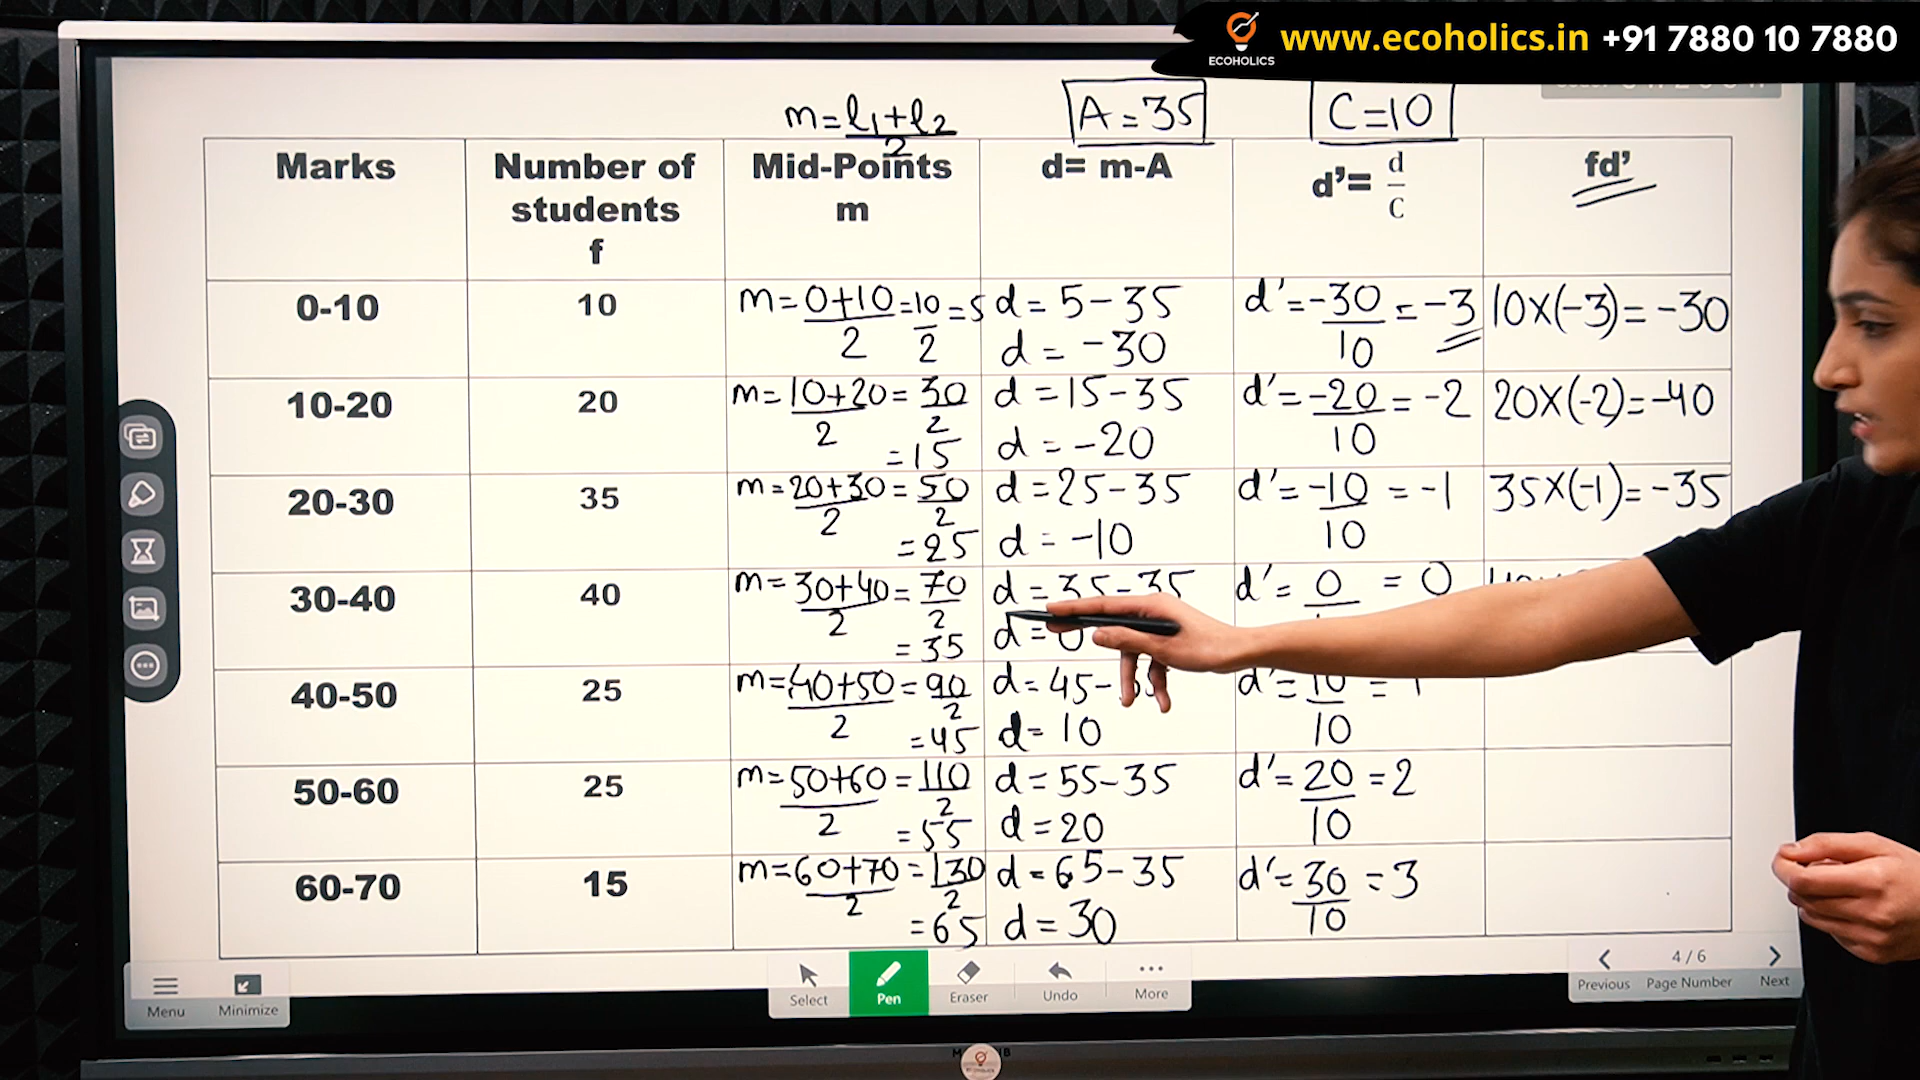 ECOHOLICS
www.ecoholics.in +91 7880 10 7880
m=l₁+l₂/2
A=35
C=10
Marks
Number of
students
f
Mid-Points
m
d= m-A
d'= d/C
fd'
0-10
10
m=0+10/2=10/2=5
d=5-35
d=-30
d'=-30/10=-3
10x(-3)=-30
10-20
20
m=10+20/2=30/2
=15
d=15-35
d=-20
d'=-20/10=-2
20x(-2)=-40
20-30
35
m=20+30/2=50/2
=25
d=25-35
d=-10
d'=-10/10=-1
35x(-1)=-35
30-40
40
m=30+40/2=70/2
=35
d=35-35
d=0
d'=0 =0
40-50
25
m=40+50/2=90/2
=45
d=45-
d=10
d'=10/10=1
50-60
25
m=50+60/2=110/2
=55
d=55-35
d=20
d'=20/10=2
60-70
15
m=60+70/2=130/2
=65
d=65-35
d=30
d'=30/10=3
Menu
Minimize
Select
Pen
Eraser
Undo
More
4/6
Previous
Page Number
Next